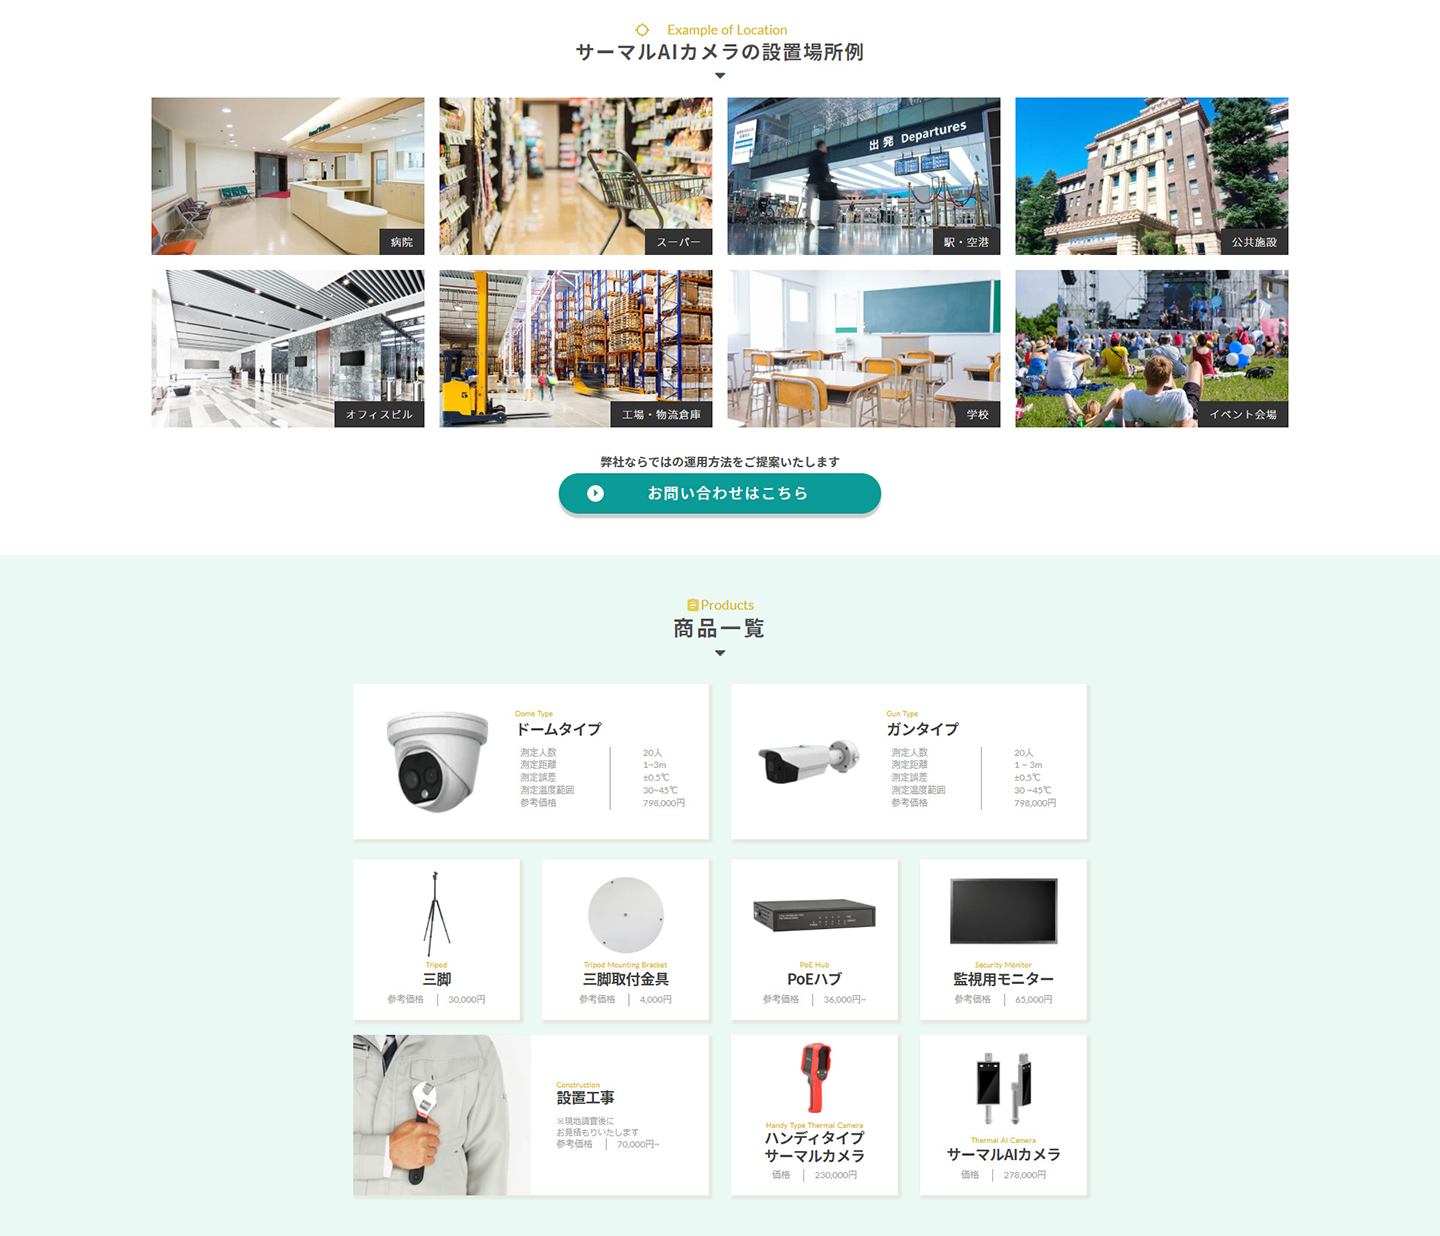 Example of Location
サーマルAIカメラの設置場所例
病院
スーパー
出発 Departures
駅・空港
公共施設
オフィスビル
工場・物流倉庫
学校
イベント会場
弊社ならではの運用方法をご提案いたします
お問い合わせはこちら
Products
商品一覧
Dome Type
ドームタイプ
測定人数 20人
測定距離 1~3m
測定誤差 ±0.5℃
測定温度範囲 30~45℃
参考価格 798,000円
Gun Type
ガンタイプ
測定人数 20人
測定距離 1 ~ 3m
測定誤差 ±0.5℃
測定温度範囲 30 ~45℃
参考価格 798,000円
Tripod
三脚
参考価格 30,000円
Tripod Mounting Bracket
三脚取付金具
参考価格 4,000円
PoE Hub
PoEハブ
参考価格 36,000円~
Security Monitor
監視用モニター
参考価格 65,000円
Construction
設置工事
※現地調査後に
お見積もりいたします
参考価格 70,000円~
Handy Type Thermal Camera
ハンディタイプ
サーマルカメラ
価格 230,000円
Thermal AI Camera
サーマルAIカメラ
価格 278,000円